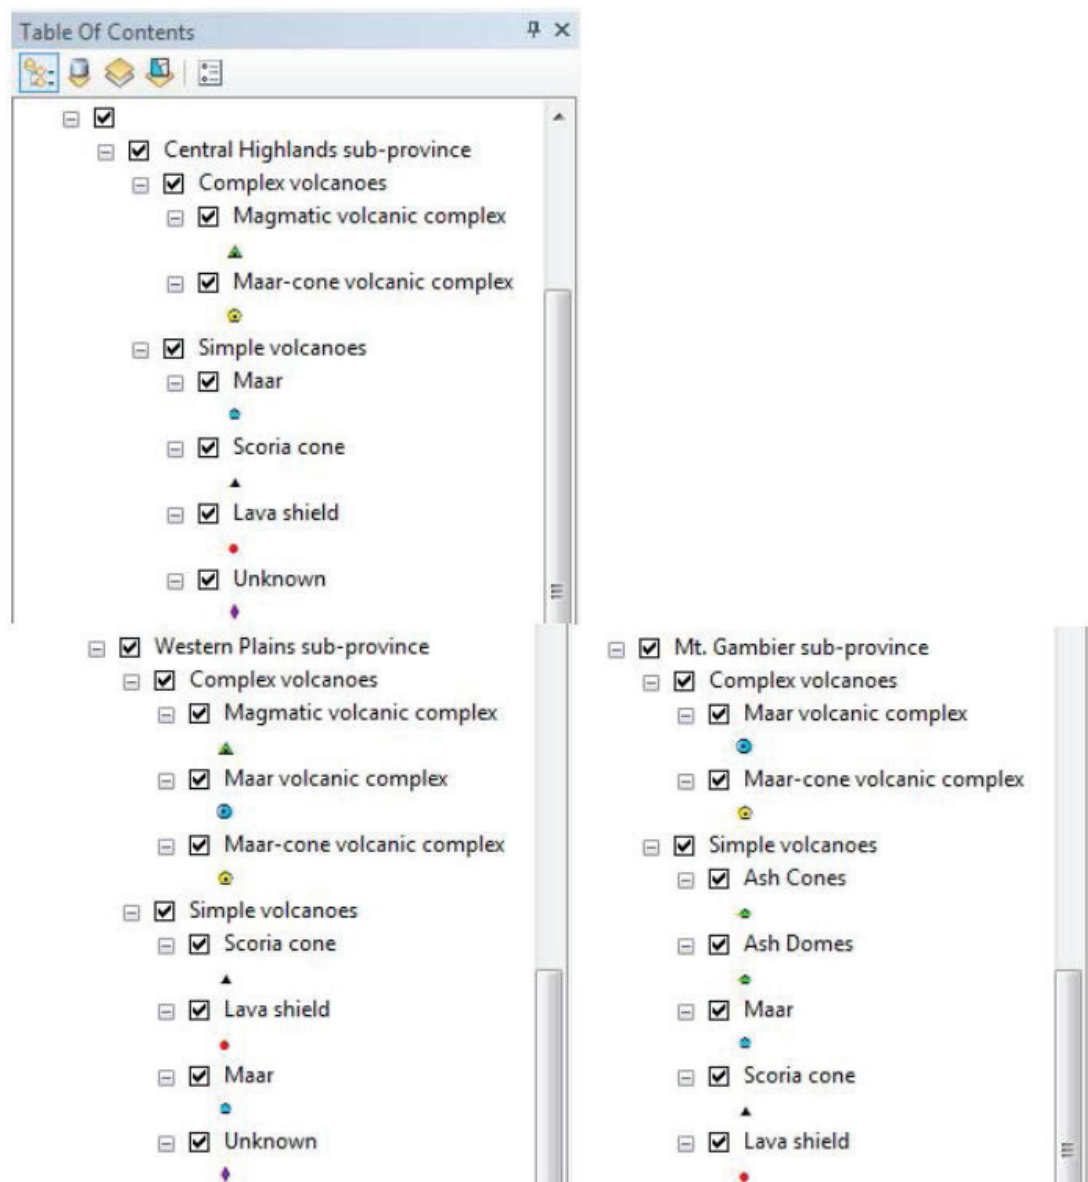 Table Of Contents
Central Highlands sub-province
Complex volcanoes
Magmatic volcanic complex
Maar-cone volcanic complex
Simple volcanoes
Maar
Scoria cone
Lava shield
Unknown
Western Plains sub-province
Complex volcanoes
Magmatic volcanic complex
Maar volcanic complex
Maar-cone volcanic complex
Simple volcanoes
Scoria cone
Lava shield
Maar
Unknown
Mt. Gambier sub-province
Complex volcanoes
Maar volcanic complex
Maar-cone volcanic complex
Simple volcanoes
Ash Cones
Ash Domes
Maar
Scoria cone
Lava shield